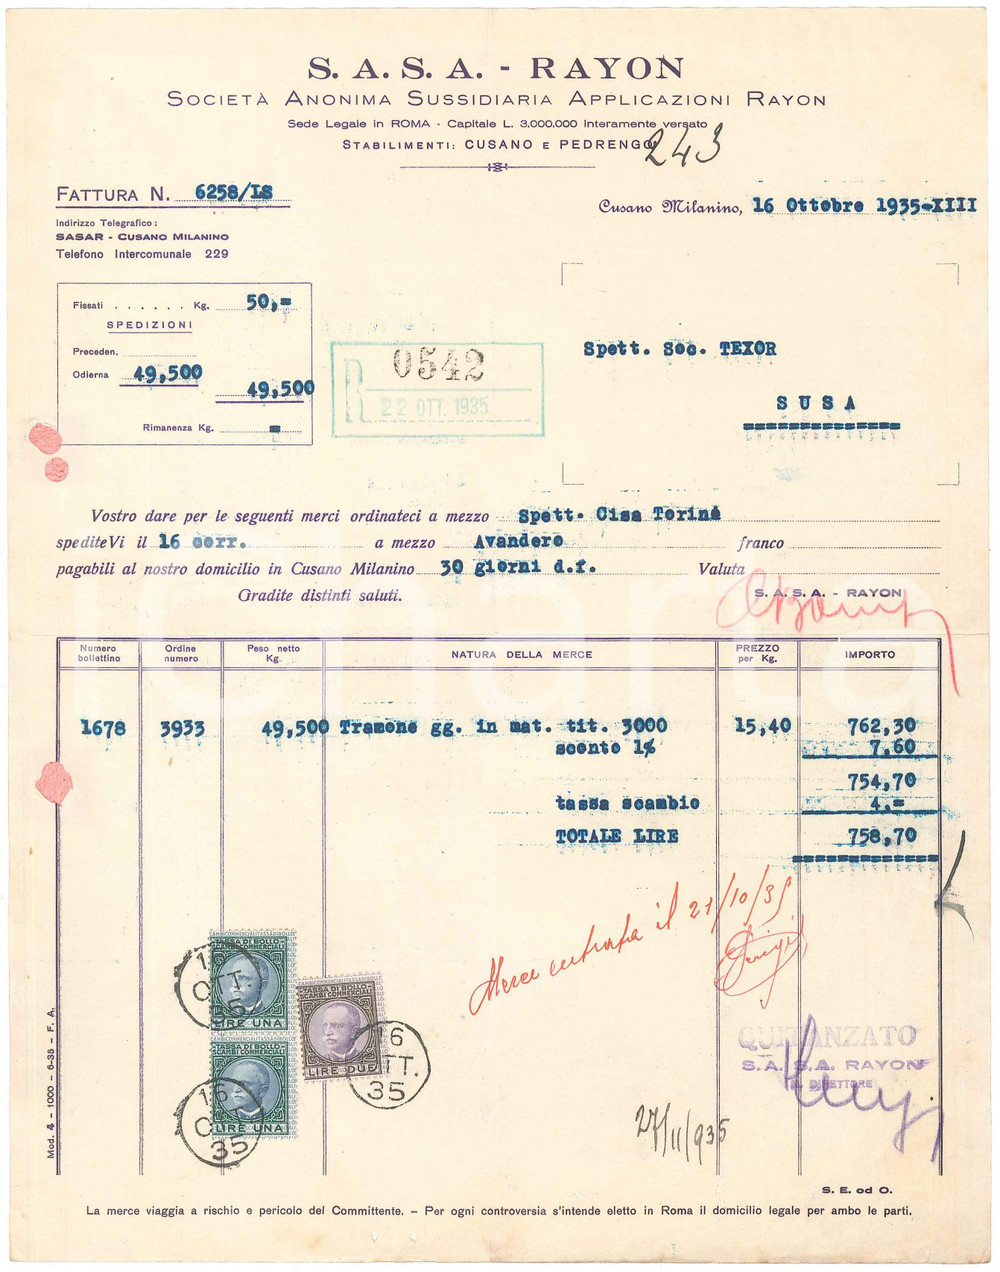 S. A. S. A. - RAYON
SOCIETÀ ANONIMA SUSSIDIARIA APPLICAZIONI RAYON
Sede Legale in ROMA - Capitale L. 3.000.000 interamente versato
STABILIMENTI: CUSANO E PEDRENGO
243
FATTURA N. 6258/LS
Cusano Milanino, 16 Ottobre 1935-XIII
Indirizzo Telegrafico:
SASAR - CUSANO MILANINO
Telefono Intercomunale 229
Fissati . . . . . . Kg. 50,=
SPEDIZIONI
Preceden.
Odierna 49,500
49,500
Rimanenza Kg. =
R 0542
22 OTT. 1935
Spett. Soc. TEXOR
SUSA
Vostro dare per le seguenti merci ordinateci a mezzo Spett. Cisa Torino
spediteVi il 16 corr. a mezzo Avandero franco
pagabili al nostro domicilio in Cusano Milanino 30 giorni d.f. Valuta
Gradite distinti saluti.
S. A. S. A. - RAYON
Numero bollettino Ordine numero Peso netto Kg. NATURA DELLA MERCE PREZZO per Kg. IMPORTO
1678 3933 49,500 Tramone gg. in mat. tit. 3000 15,40 762,30
sconto 1% 7,60
754,70
tassa scambio 4,=
TOTALE LIRE 758,70
Merce entrata il 21/10/35
TASSA DI BOLLO
SCAMBI COMMERCIALI
LIRE UNA
TASSA DI BOLLO
SCAMBI COMMERCIALI
LIRE DUE
TASSA DI BOLLO
SCAMBI COMMERCIALI
LIRE UNA
16 OTT. 35
16 OTT. 35
16 OTT. 35
QUITANZATO
S.A.S.A. RAYON
IL DIRETTORE
27/11/935
Mod. 4 - 1000 - 6-35 - F. A.
S. E. od O.
La merce viaggia a rischio e pericolo del Committente. - Per ogni controversia s'intende eletto in Roma il domicilio legale per ambo le parti.